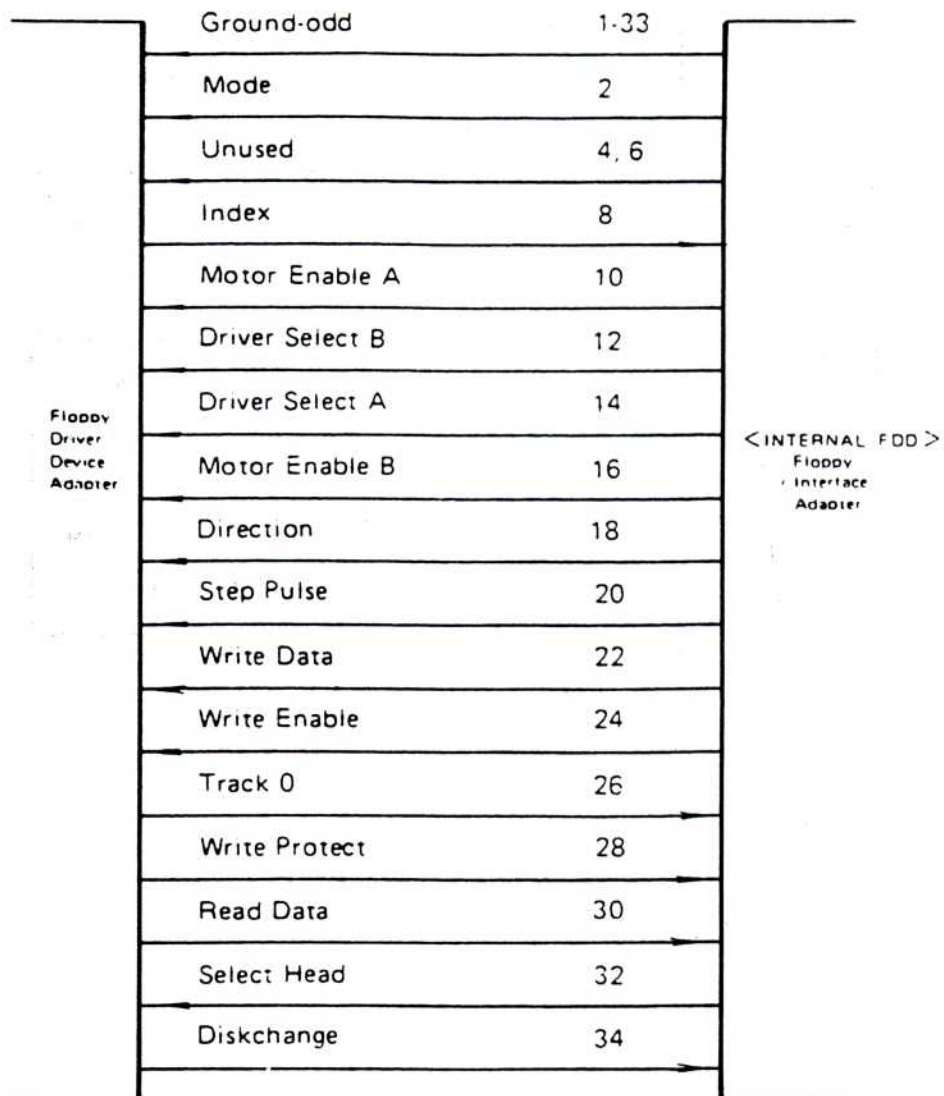 Ground-odd 1-33
Mode 2
Unused 4, 6
Index 8
Motor Enable A 10
Driver Select B 12
Driver Select A 14
Motor Enable B 16
Direction 18
Step Pulse 20
Write Data 22
Write Enable 24
Track 0 26
Write Protect 28
Read Data 30
Select Head 32
Diskchange 34
Floppy
Driver
Device
Adapter
<INTERNAL FDD>
Floppy
Interface
Adapter